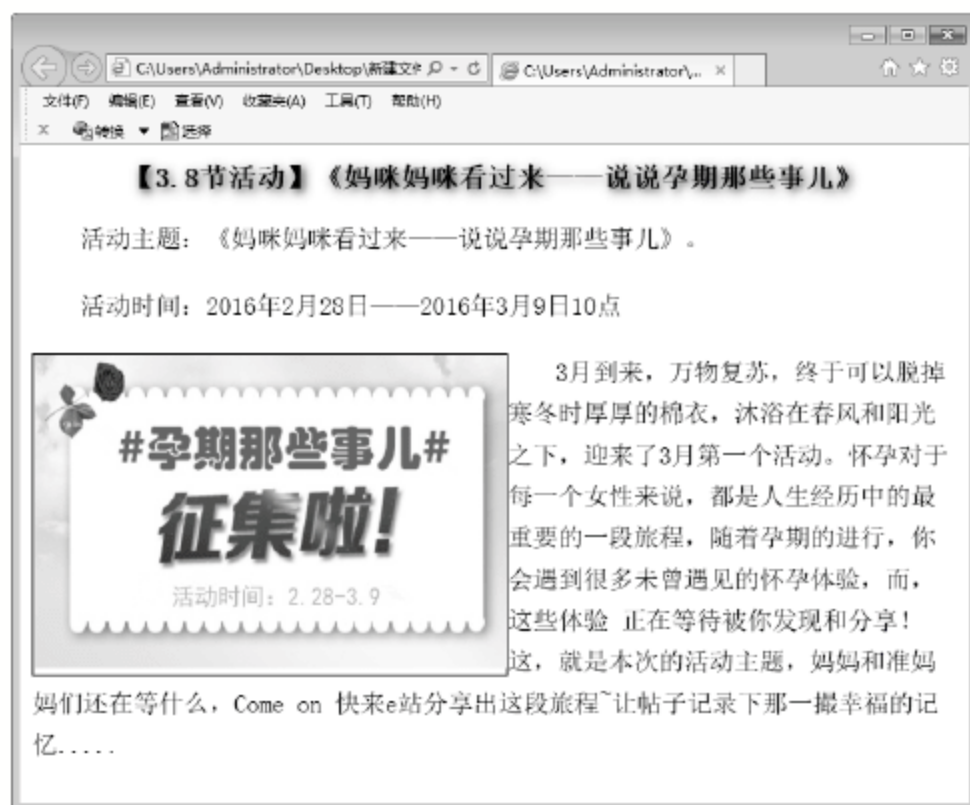 C:\Users\Administrator\Desktop\新建文件
C:\Users\Administrator\...
文件(F) 编辑(E) 查看(V) 收藏夹(A) 工具(T) 帮助(H)
x 转换 选择
【3.8节活动】《妈咪妈咪看过来——说说孕期那些事儿》
活动主题：《妈咪妈咪看过来——说说孕期那些事儿》。
活动时间：2016年2月28日——2016年3月9日10点
#孕期那些事儿#
征集啦!
活动时间：2.28-3.9
3月到来，万物复苏，终于可以脱掉
寒冬时厚厚的棉衣，沐浴在春风和阳光
之下，迎来了3月第一个活动。怀孕对于
每一个女性来说，都是人生经历中的最
重要的一段旅程，随着孕期的进行，你
会遇到很多未曾遇见的怀孕体验，而，
这些体验 正在等待被你发现和分享！
这，就是本次的活动主题，妈妈和准妈
妈们还在等什么，Come on 快来e站分享出这段旅程~让帖子记录下那一撮幸福的记
忆.....